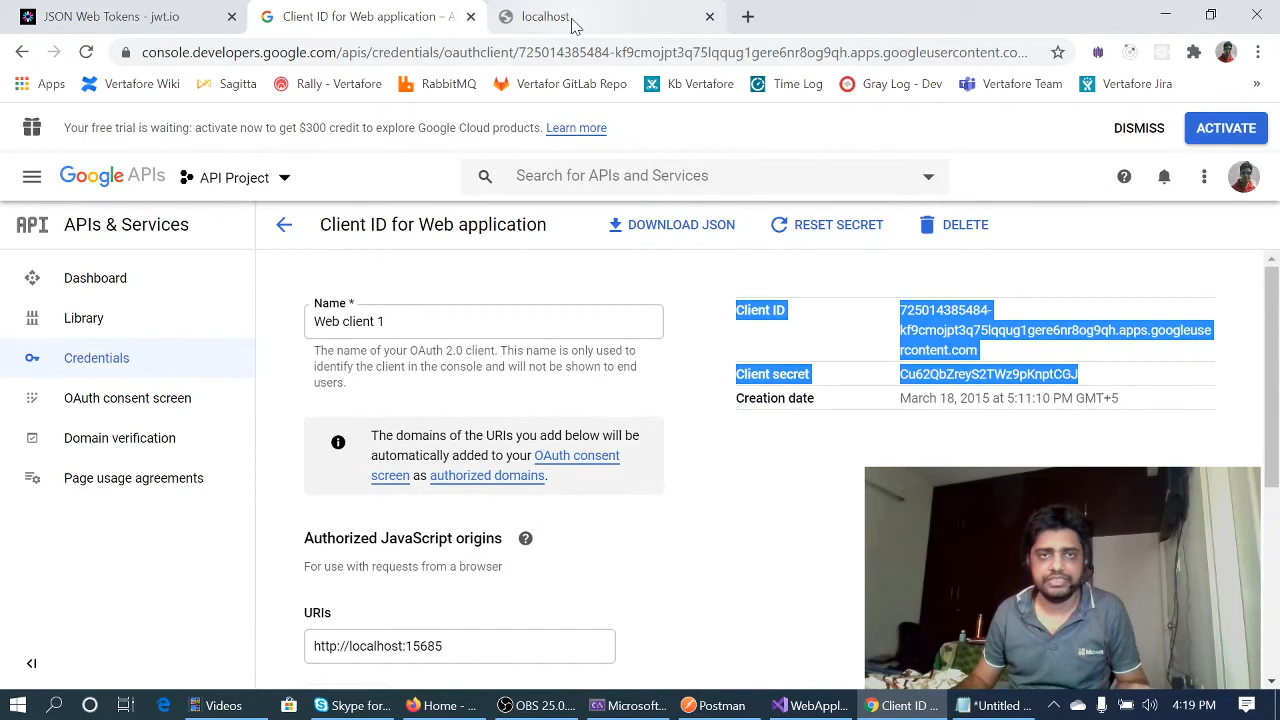 JSON Web Tokens - jwt.io
Client ID for Web application – A
localhost
console.developers.google.com/apis/credentials/oauthclient/725014385484-kf9cmojpt3q75lqqug1gere6nr8og9qh.apps.googleusercontent.co...
Apps Vertafore Wiki Sagitta Rally - Vertafore RabbitMQ Vertafor GitLab Repo Kb Vertafore Time Log Gray Log - Dev Vertafore Team Vertafore Jira »
Your free trial is waiting: activate now to get $300 credit to explore Google Cloud products. Learn more
DISMISS ACTIVATE
Google APIs API Project Search for APIs and Services
API APIs & Services
Client ID for Web application DOWNLOAD JSON RESET SECRET DELETE
Dashboard
Library
Credentials
OAuth consent screen
Domain verification
Page usage agreements
Name *
Web client 1
The name of your OAuth 2.0 client. This name is only used to
identify the client in the console and will not be shown to end
users.
The domains of the URIs you add below will be
automatically added to your OAuth consent
screen as authorized domains.
Authorized JavaScript origins
For use with requests from a browser
URIs
http://localhost:15685
Client ID 725014385484-
kf9cmojpt3q75lqqug1gere6nr8og9qh.apps.googleuse
rcontent.com
Client secret Cu62QbZreyS2TWz9pKnptCGJ
Creation date March 18, 2015 at 5:11:10 PM GMT+5
Microsoft
Videos Skype for... Home - ... OBS 23.0... Microsoft... Postman WebAppl... Client ID ... *Untitled ... 4:19 PM